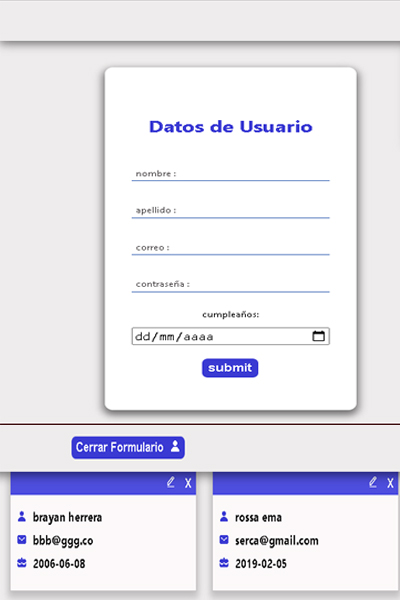 Datos de Usuario
nombre :
apellido :
correo :
contraseña :
cumpleaños:
dd/mm/aaaa
submit
Cerrar Formulario
X
brayan herrera
bbb@ggg.co
2006-06-08
X
rossa ema
serca@gmail.com
2019-02-05